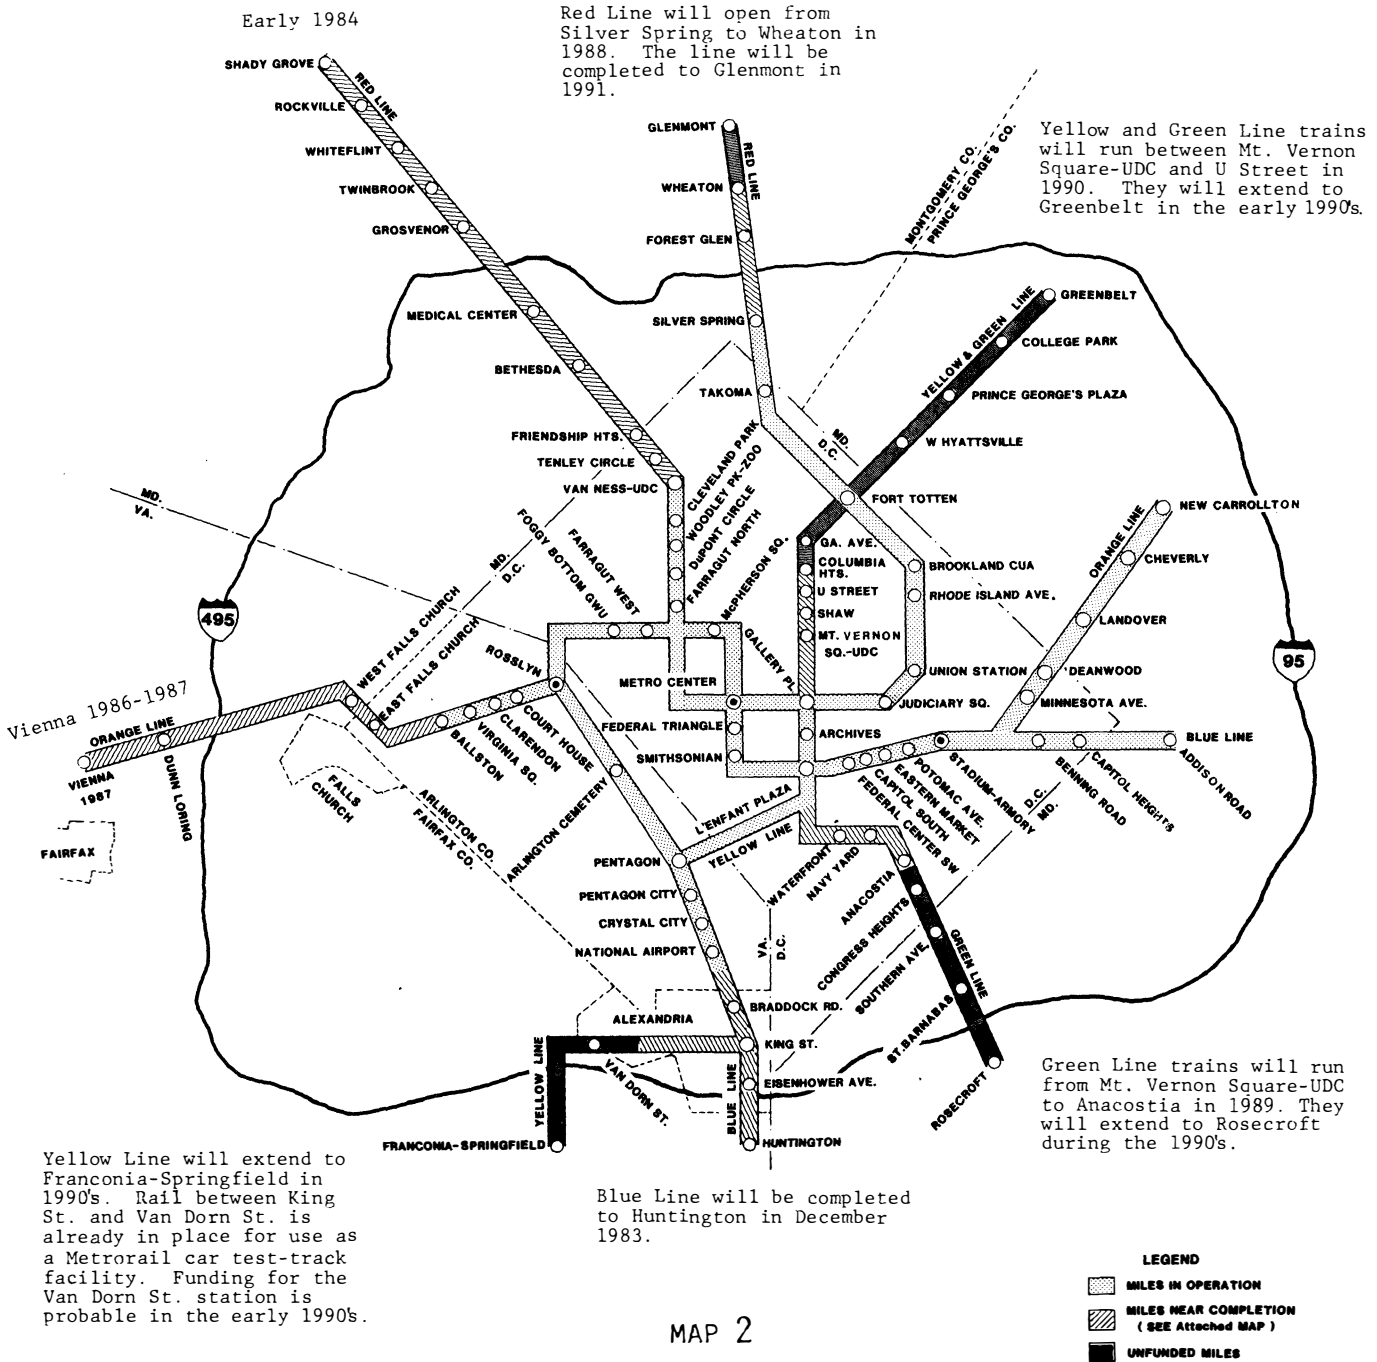 Early 1984
Red Line will open from
Silver Spring to Wheaton in
1988. The line will be
completed to Glenmont in
1991.
Yellow and Green Line trains
will run between Mt. Vernon
Square-UDC and U Street in
1990. They will extend to
Greenbelt in the early 1990's.
SHADY GROVE
RED LINE
ROCKVILLE
WHITEFLINT
TWINBROOK
GROSVENOR
MEDICAL CENTER
BETHESDA
FRIENDSHIP HTS.
TENLEY CIRCLE
VAN NESS-UDC
GLENMONT
RED LINE
WHEATON
FOREST GLEN
SILVER SPRING
TAKOMA
MONTGOMERY CO.
PRINCE GEORGE'S CO.
GREENBELT
YELLOW & GREEN LINE
COLLEGE PARK
PRINCE GEORGE'S PLAZA
W HYATTSVILLE
FORT TOTTEN
MD.
D.C.
CLEVELAND PARK
WOODLEY PK-ZOO
DuPONT CIRCLE
FARRAGUT NORTH
McPHERSON SQ.
GA. AVE.
COLUMBIA
HTS.
U STREET
SHAW
MT. VERNON
SQ.-UDC
BROOKLAND CUA
RHODE ISLAND AVE.
UNION STATION
JUDICIARY SQ.
NEW CARROLLTON
ORANGE LINE
CHEVERLY
LANDOVER
DEANWOOD
MINNESOTA AVE.
MD.
VA.
MD.
D.C.
FARRAGUT WEST
FOGGY BOTTOM GWU
495
95
WEST FALLS CHURCH
EAST FALLS CHURCH
ROSSLYN
METRO CENTER
GALLERY PL
FEDERAL TRIANGLE
SMITHSONIAN
ARCHIVES
Vienna 1986-1987
ORANGE LINE
VIENNA
1987
DUNN LORING
FAIRFAX
FALLS
CHURCH
BALLSTON
VIRGINIA SQ.
CLARENDON
COURT HOUSE
ARLINGTON CEMETERY
ARLINGTON CO.
FAIRFAX CO.
BLUE LINE
ADDISON ROAD
CAPITOL HEIGHTS
BENNING ROAD
STADIUM-ARMORY
POTOMAC AVE.
EASTERN MARKET
CAPITOL SOUTH
FEDERAL CENTER SW
D.C.
MD.
L'ENFANT PLAZA
YELLOW LINE
PENTAGON
PENTAGON CITY
CRYSTAL CITY
NATIONAL AIRPORT
VA.
D.C.
WATERFRONT
NAVY YARD
ANACOSTIA
CONGRESS HEIGHTS
SOUTHERN AVE.
ST. BARNABAS
GREEN LINE
ROSECROFT
BRADDOCK RD.
ALEXANDRIA
KING ST.
VAN DORN ST.
EISENHOWER AVE.
YELLOW LINE
BLUE LINE
FRANCONIA-SPRINGFIELD
HUNTINGTON
Green Line trains will run
from Mt. Vernon Square-UDC
to Anacostia in 1989. They
will extend to Rosecroft
during the 1990's.
Yellow Line will extend to
Franconia-Springfield in
1990's. Rail between King
St. and Van Dorn St. is
already in place for use as
a Metrorail car test-track
facility. Funding for the
Van Dorn St. station is
probable in the early 1990's.
Blue Line will be completed
to Huntington in December
1983.
LEGEND
MILES IN OPERATION
MILES NEAR COMPLETION
( SEE Attached MAP )
UNFUNDED MILES
MAP 2